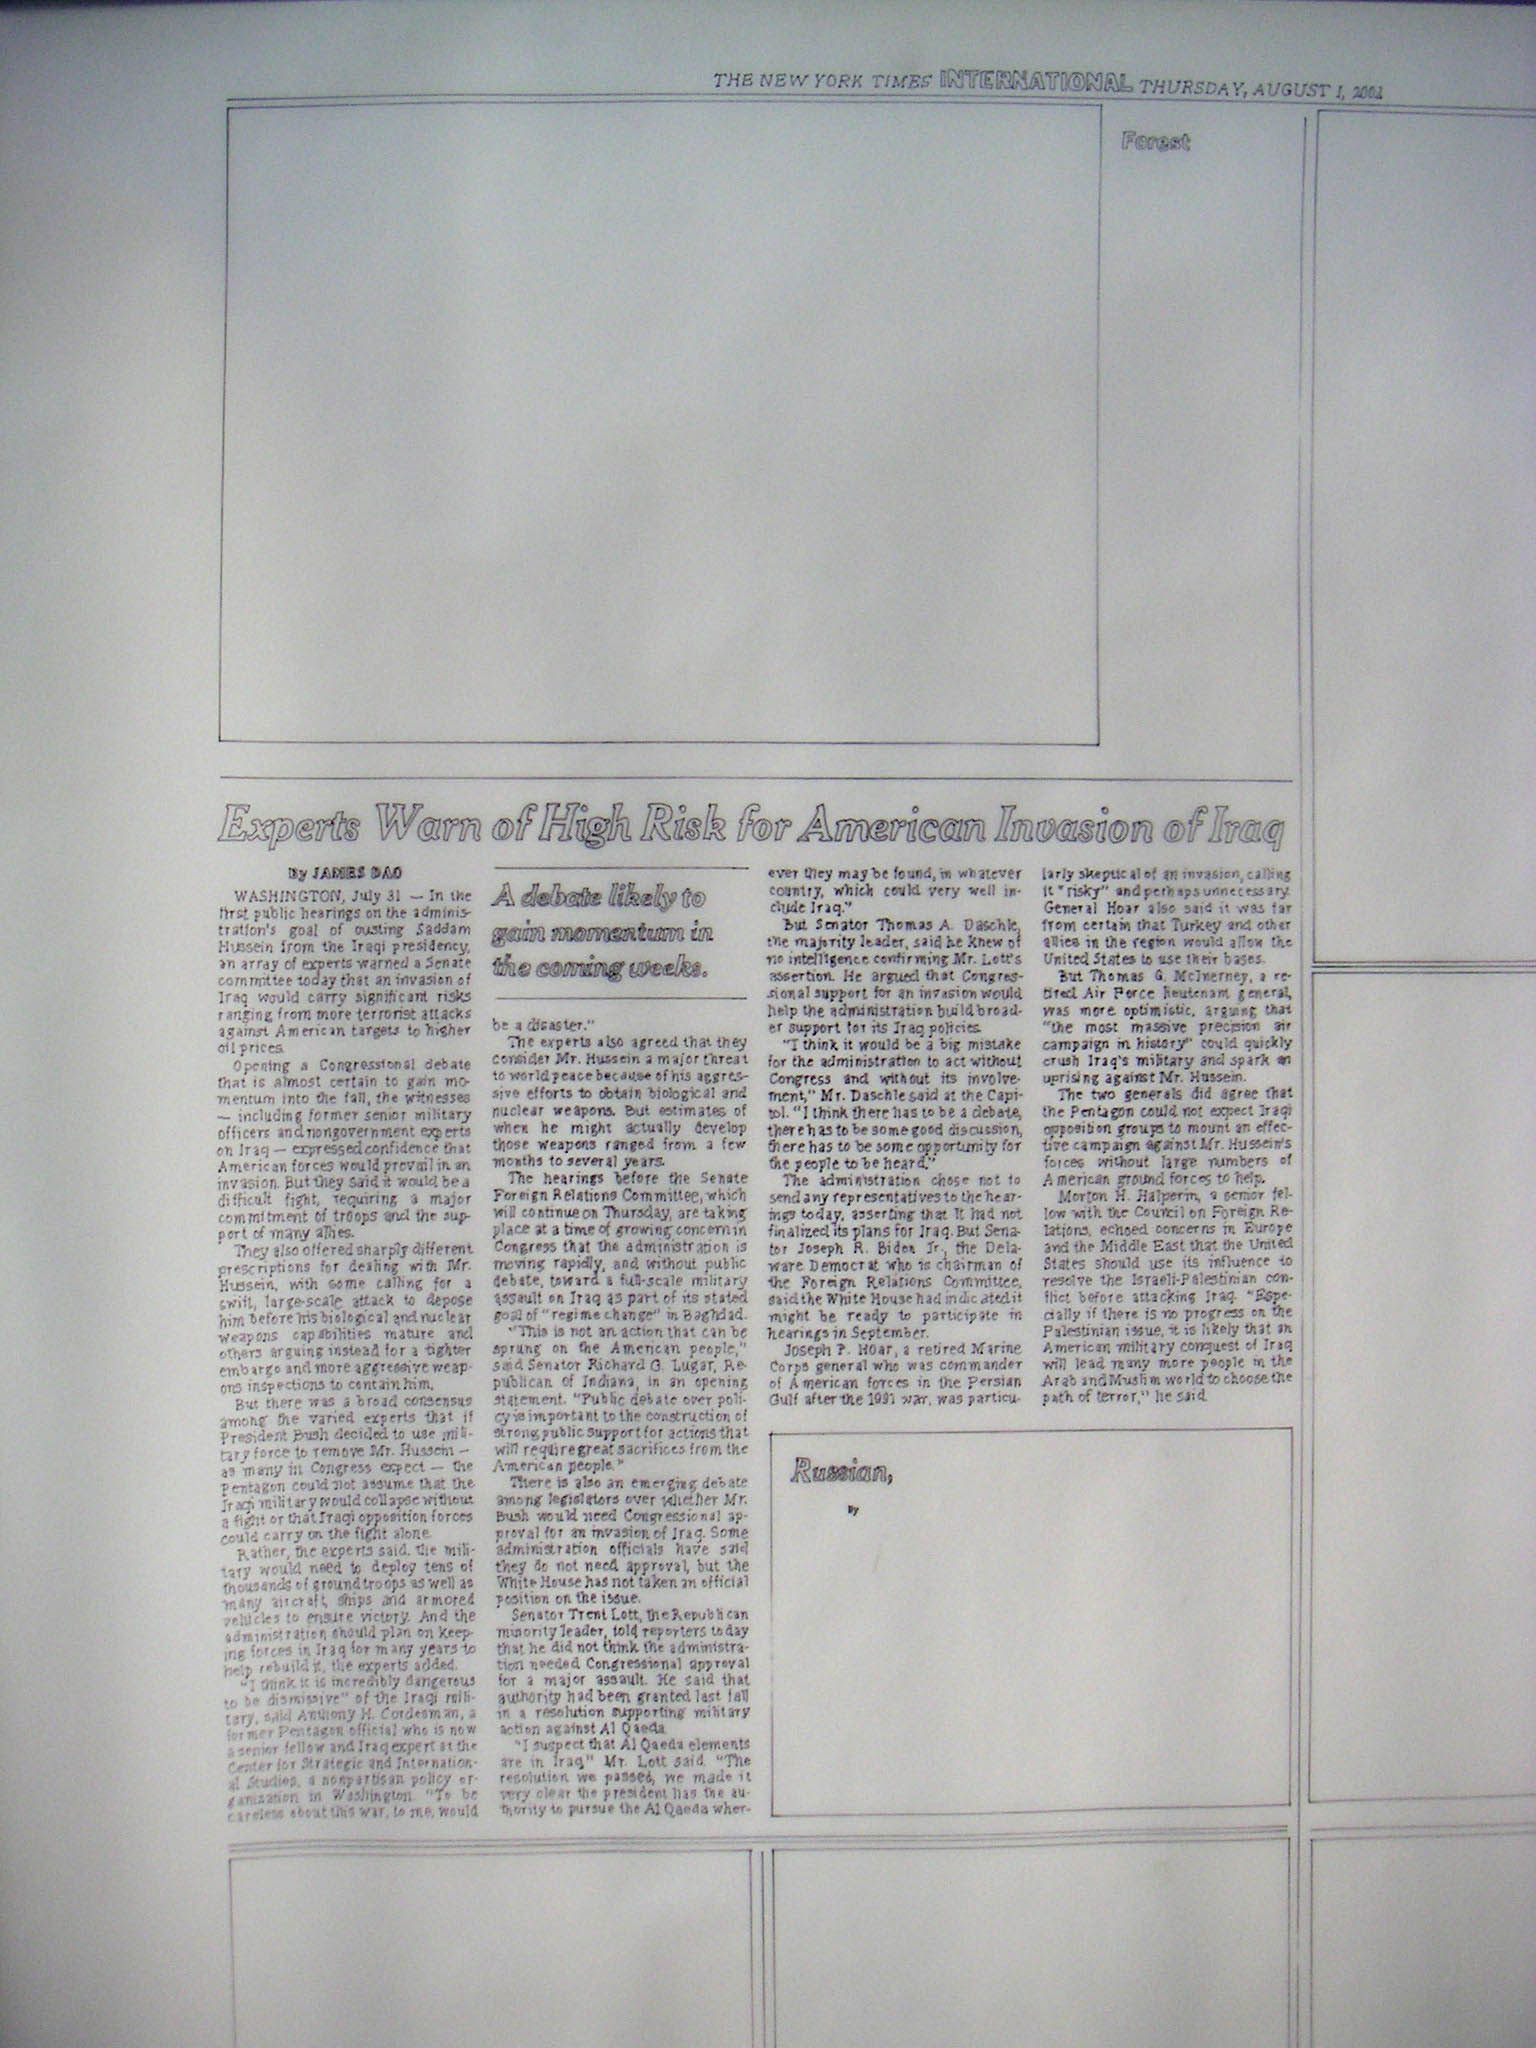 THE NEW YORK TIMES INTERNATIONAL THURSDAY, AUGUST 1, 2002
Forest
Experts Warn of High Risk for American Invasion of Iraq
By JAMES DAO
WASHINGTON, July 31 — In the
first public hearings on the adminis-
tration's goal of ousting Saddam
Hussein from the Iraqi presidency,
an array of experts warned a Senate
committee today that an invasion of
Iraq would carry significant risks
ranging from more terrorist attacks
against American targets to higher
oil prices.
Opening a Congressional debate
that is almost certain to gain mo-
mentum into the fall, the witnesses
— including former senior military
officers and nongovernment experts
on Iraq — expressed confidence that
American forces would prevail in an
invasion. But they said it would be a
difficult fight, requiring a major
commitment of troops and the sup-
port of many allies.
They also offered sharply different
prescriptions for dealing with Mr.
Hussein, with some calling for a
swift, large-scale attack to depose
him before his biological and nuclear
weapons capabilities mature and
others arguing instead for a tighter
embargo and more aggressive weap-
ons inspections to contain him.
But there was a broad consensus
among the varied experts that if
President Bush decided to use mili-
tary force to remove Mr. Hussein —
as many in Congress expect — the
Pentagon could not assume that the
Iraqi military would collapse without
a fight or that Iraqi opposition forces
could carry on the fight alone.
Rather, the experts said, the mili-
tary would need to deploy tens of
thousands of ground troops as well as
many aircraft, ships and armored
vehicles to ensure victory. And the
administration should plan on keep-
ing forces in Iraq for many years to
help rebuild it, the experts added.
"I think it is incredibly dangerous
to be dismissive" of the Iraqi mili-
tary, said Anthony H. Cordesman, a
former Pentagon official who is now
a senior fellow and Iraq expert at the
Center for Strategic and Internation-
al Studies, a nonpartisan policy or-
ganization in Washington. "To be
careless about this war, to me, would
A debate likely to
gain momentum in
the coming weeks.
be a disaster."
The experts also agreed that they
consider Mr. Hussein a major threat
to world peace because of his aggres-
sive efforts to obtain biological and
nuclear weapons. But estimates of
when he might actually develop
those weapons ranged from a few
months to several years.
The hearings before the Senate
Foreign Relations Committee, which
will continue on Thursday, are taking
place at a time of growing concern in
Congress that the administration is
moving rapidly, and without public
debate, toward a full-scale military
assault on Iraq as part of its stated
goal of "regime change" in Baghdad.
"This is not an action that can be
sprung on the American people,"
said Senator Richard G. Lugar, Re-
publican of Indiana, in an opening
statement. "Public debate over poli-
cy is important to the construction of
strong public support for actions that
will require great sacrifices from the
American people."
There is also an emerging debate
among legislators over whether Mr.
Bush would need Congressional ap-
proval for an invasion of Iraq. Some
administration officials have said
they do not need approval, but the
White House has not taken an official
position on the issue.
Senator Trent Lott, the Republican
minority leader, told reporters today
that he did not think the administra-
tion needed Congressional approval
for a major assault. He said that
authority had been granted last fall
in a resolution supporting military
action against Al Qaeda.
"I suspect that Al Qaeda elements
are in Iraq," Mr. Lott said. "The
resolution we passed, we made it
very clear the president has the au-
thority to pursue the Al Qaeda wher-
ever they may be found, in whatever
country, which could very well in-
clude Iraq."
But Senator Thomas A. Daschle,
the majority leader, said he knew of
no intelligence confirming Mr. Lott's
assertion. He argued that Congres-
sional support for an invasion would
help the administration build broad-
er support for its Iraq policies.
"I think it would be a big mistake
for the administration to act without
Congress and without its involve-
ment," Mr. Daschle said at the Capi-
tol. "I think there has to be a debate,
there has to be some good discussion,
there has to be some opportunity for
the people to be heard."
The administration chose not to
send any representatives to the hear-
ings today, asserting that it had not
finalized its plans for Iraq. But Sena-
tor Joseph R. Biden Jr., the Dela-
ware Democrat who is chairman of
the Foreign Relations Committee,
said the White House had indicated it
might be ready to participate in
hearings in September.
Joseph P. Hoar, a retired Marine
Corps general who was commander
of American forces in the Persian
Gulf after the 1991 war, was particu-
larly skeptical of an invasion, calling
it "risky" and perhaps unnecessary.
General Hoar also said it was far
from certain that Turkey and other
allies in the region would allow the
United States to use their bases.
But Thomas G. McInerney, a re-
tired Air Force lieutenant general,
was more optimistic, arguing that
"the most massive precision air
campaign in history" could quickly
crush Iraq's military and spark an
uprising against Mr. Hussein.
The two generals did agree that
the Pentagon could not expect Iraqi
opposition groups to mount an effec-
tive campaign against Mr. Hussein's
forces without large numbers of
American ground forces to help.
Morton H. Halperin, a senior fel-
low with the Council on Foreign Re-
lations, echoed concerns in Europe
and the Middle East that the United
States should use its influence to
resolve the Israeli-Palestinian con-
flict before attacking Iraq. "Espe-
cially if there is no progress on the
Palestinian issue, it is likely that an
American military conquest of Iraq
will lead many more people in the
Arab and Muslim world to choose the
path of terror," he said.
Russian,
By